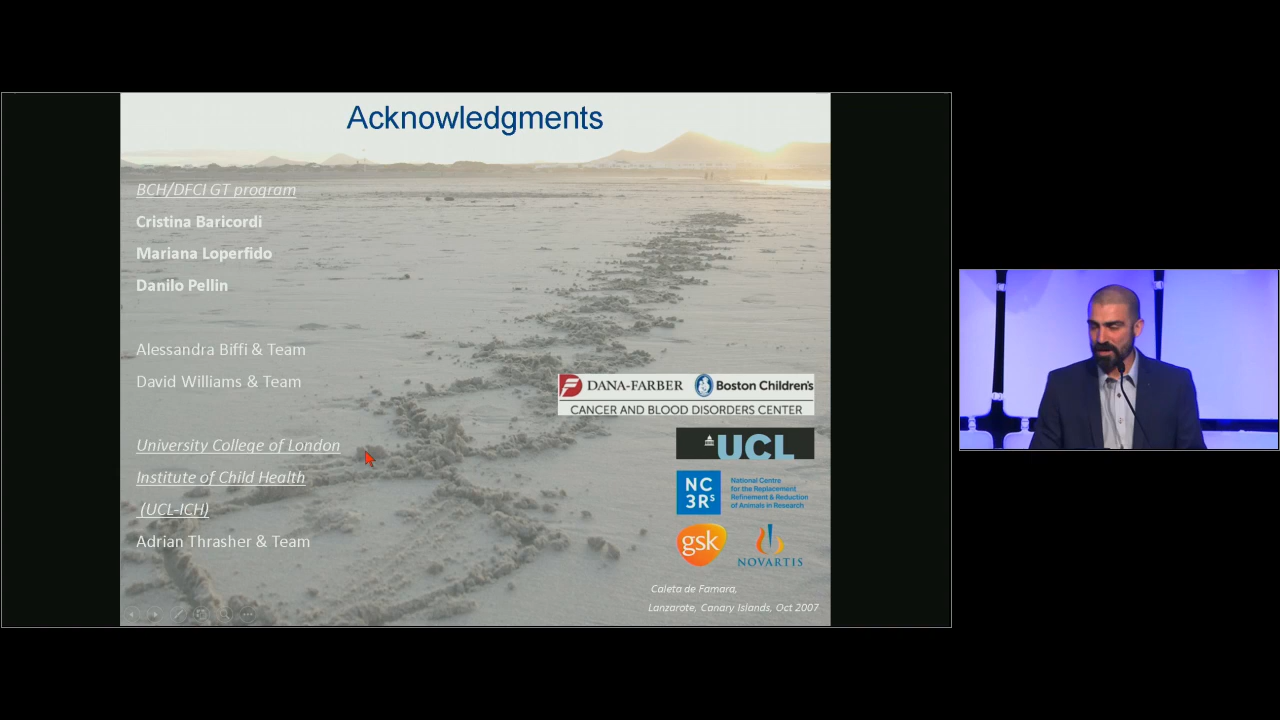 Acknowledgments
BCH/DFCI GT program
Cristina Baricordi
Mariana Loperfido
Danilo Pellin
Alessandra Biffi & Team
David Williams & Team
University College of London
Institute of Child Health
(UCL-ICH)
Adrian Thrasher & Team
DANA-FARBER Boston Children's
CANCER AND BLOOD DISORDERS CENTER
UCL
NC
3Rs
National Centre
for the Replacement
Refinement & Reduction
of Animals in Research
gsk
NOVARTIS
Caleta de Famara,
Lanzarote, Canary Islands, Oct 2007